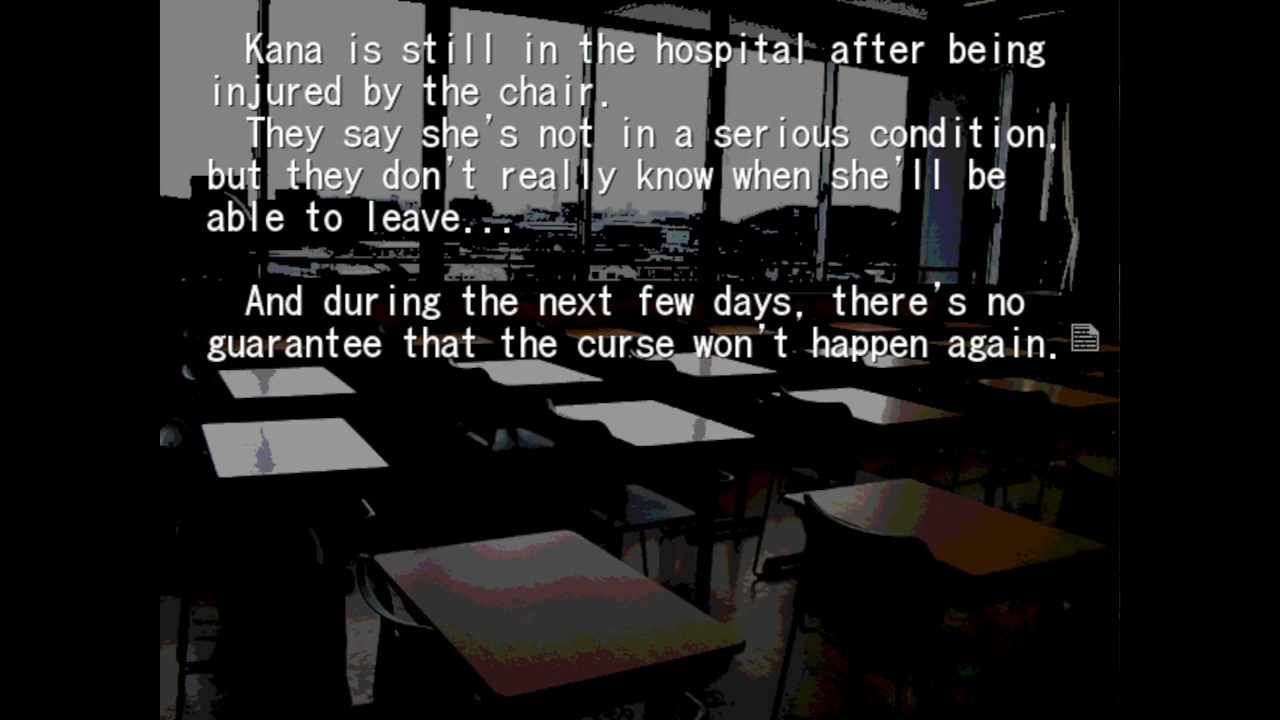 Kana is still in the hospital after being
injured by the chair.
They say she's not in a serious condition,
but they don't really know when she'll be
able to leave...
And during the next few days, there's no
guarantee that the curse won't happen again.